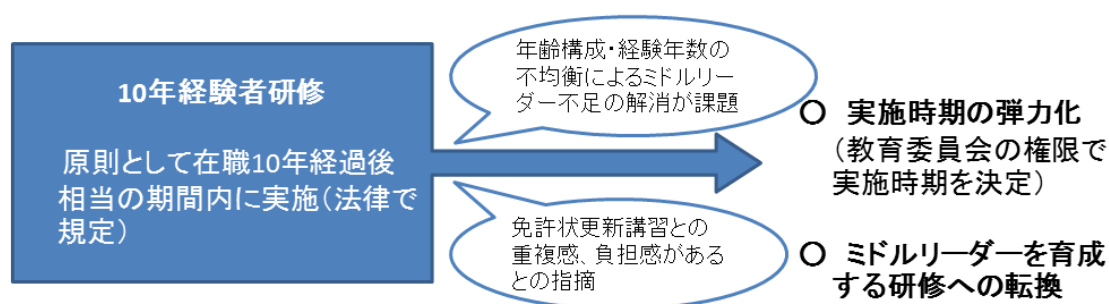 10年経験者研修
原則として在職10年経過後
相当の期間内に実施（法律で
規定）
年齢構成・経験年数の
不均衡によるミドルリー
ダー不足の解消が課題
免許状更新講習との
重複感、負担感がある
との指摘
○ 実施時期の弾力化
（教育委員会の権限で
実施時期を決定）
○ ミドルリーダーを育成
する研修への転換